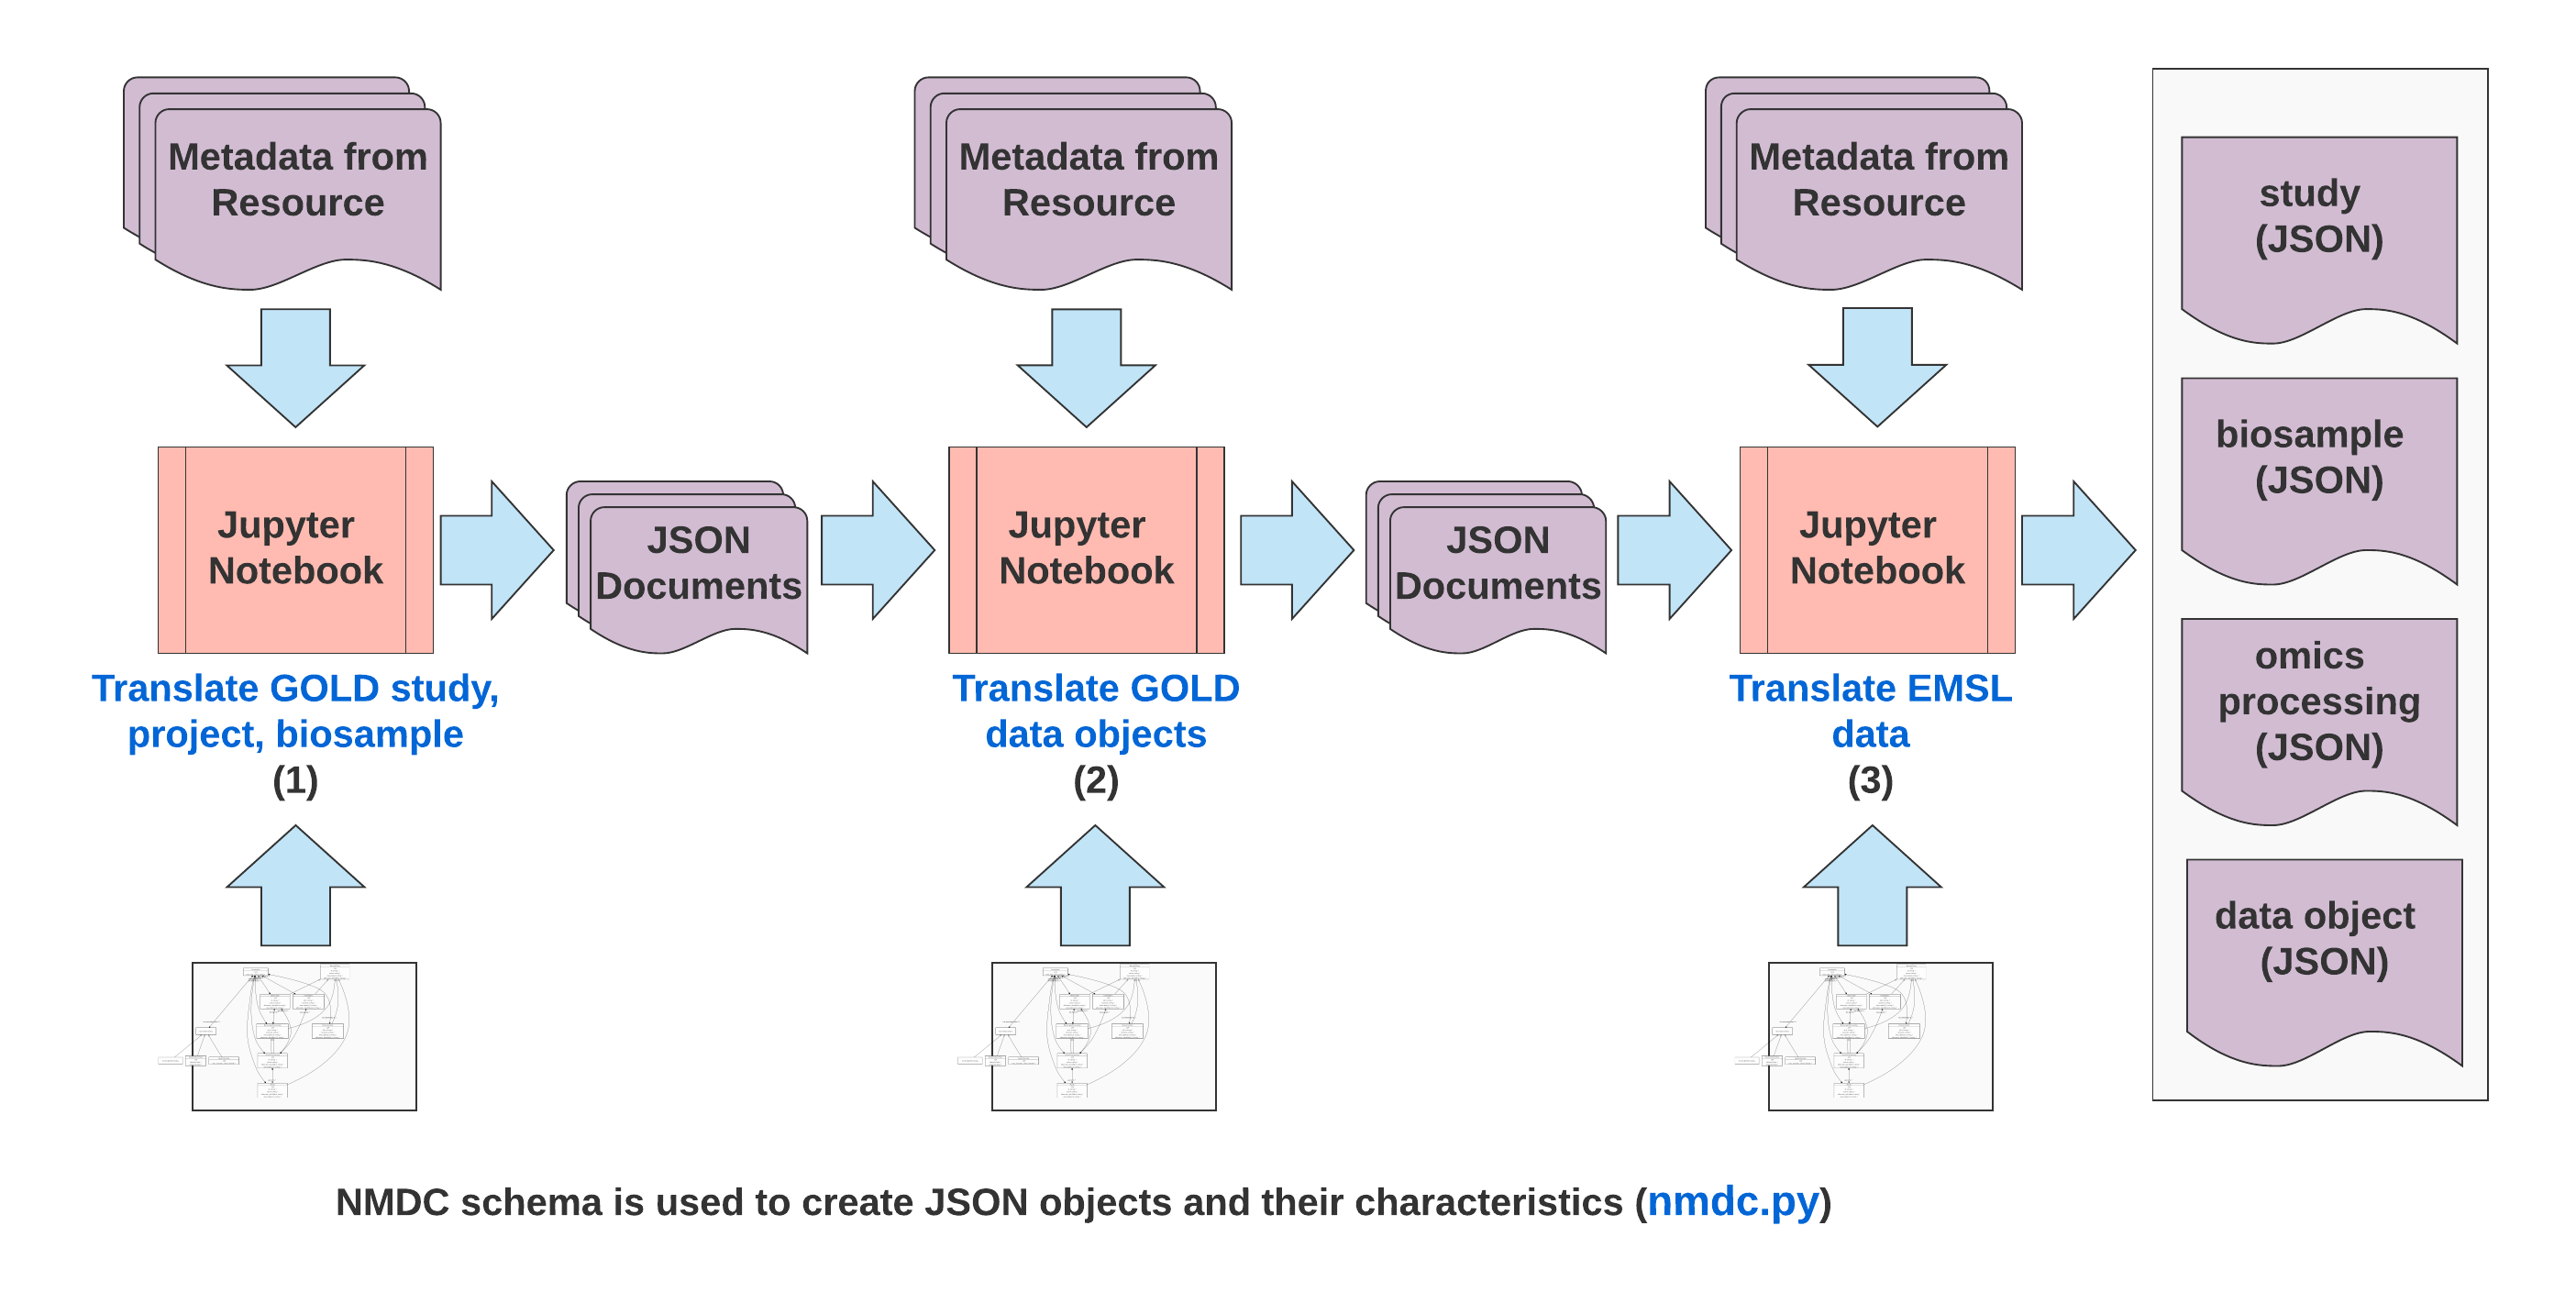 Metadata from
Resource
Metadata from
Resource
Metadata from
Resource
Jupyter
Notebook
JSON
Documents
Jupyter
Notebook
JSON
Documents
Jupyter
Notebook
Translate GOLD study,
project, biosample
(1)
Translate GOLD
data objects
(2)
Translate EMSL
data
(3)
study
(JSON)
biosample
(JSON)
omics
processing
(JSON)
data object
(JSON)
NMDC schema is used to create JSON objects and their characteristics (nmdc.py)